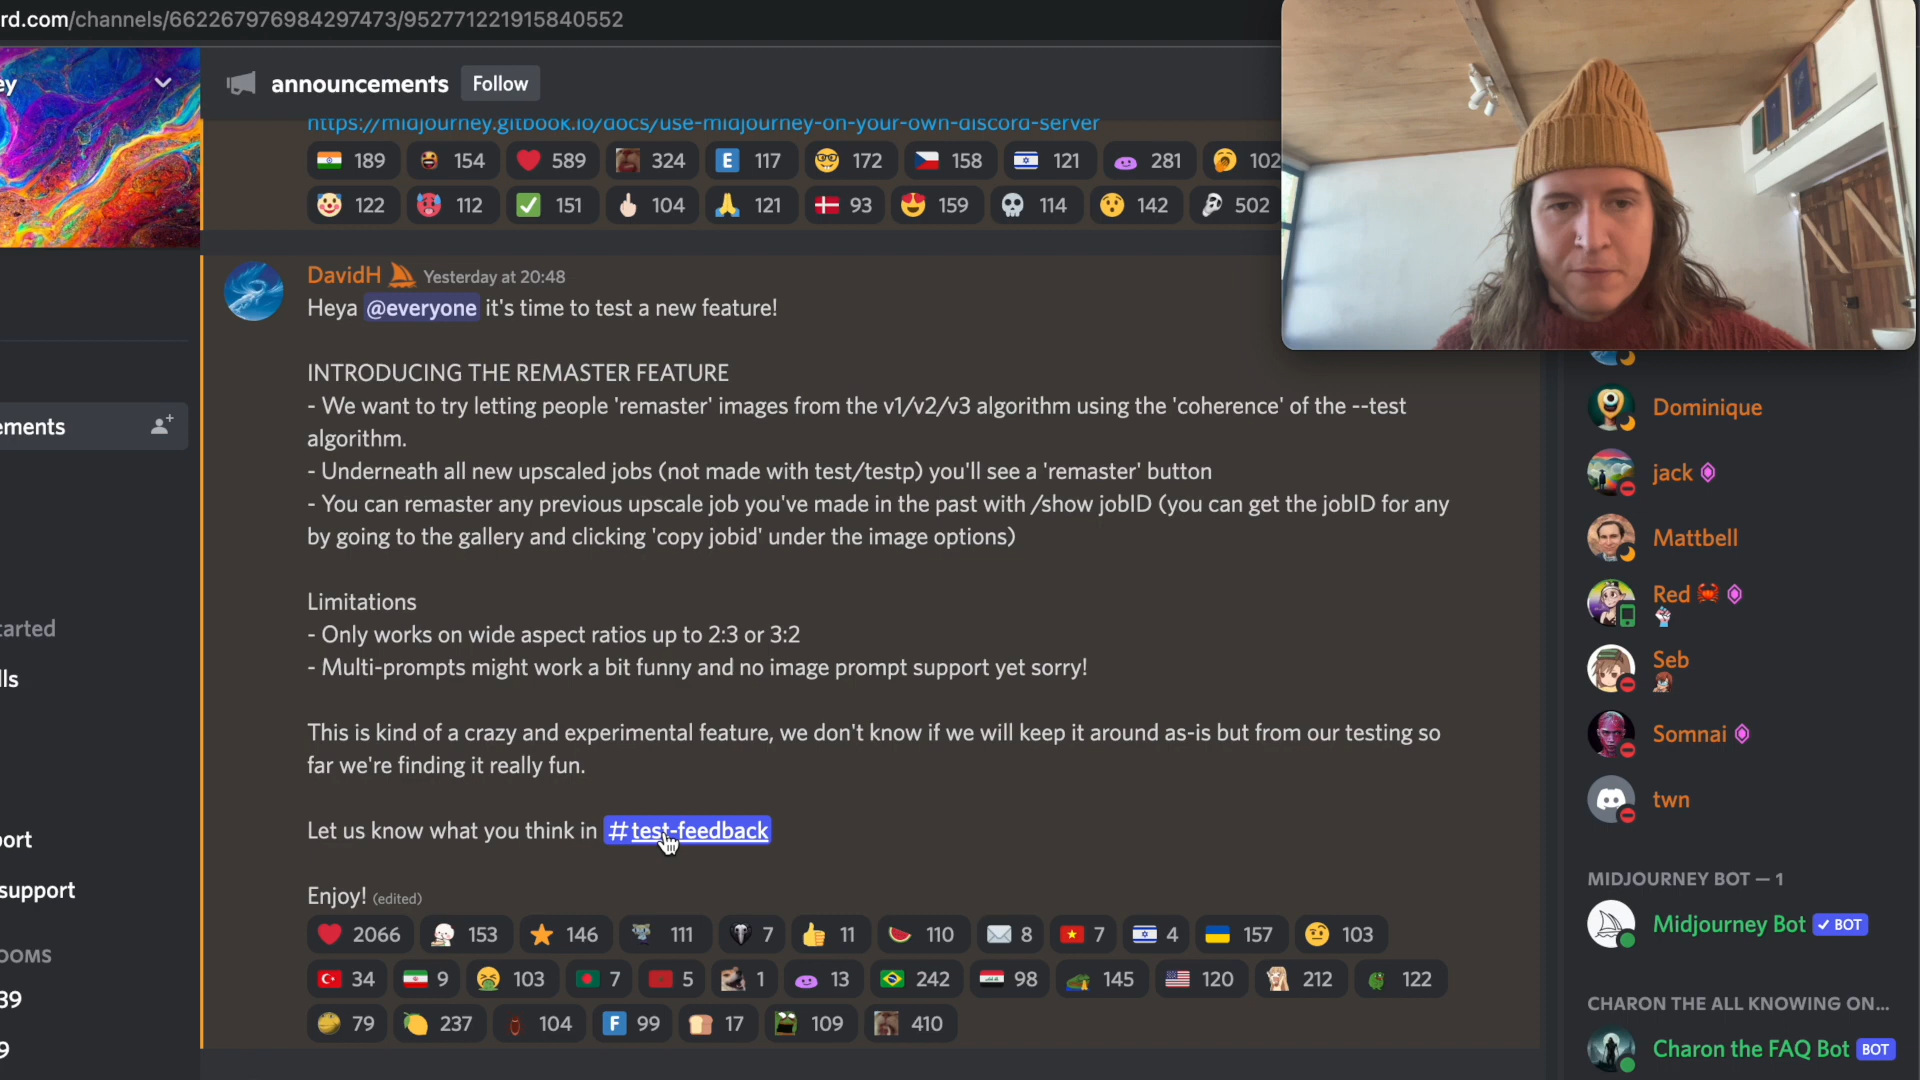 rd.com/channels/662267976984297473/952771221915840552
ey
announcements Follow
https://midjourney.gitbook.io/docs/use-midjourney-on-your-own-discord-server
189 154 589 324 E 117 172 158 121 281 102
122 112 151 104 121 93 159 114 142 502
DavidH Yesterday at 20:48
Heya @everyone it's time to test a new feature!
INTRODUCING THE REMASTER FEATURE
- We want to try letting people 'remaster' images from the v1/v2/v3 algorithm using the 'coherence' of the --test
algorithm.
- Underneath all new upscaled jobs (not made with test/testp) you'll see a 'remaster' button
- You can remaster any previous upscale job you've made in the past with /show jobID (you can get the jobID for any
by going to the gallery and clicking 'copy jobid' under the image options)
Limitations
- Only works on wide aspect ratios up to 2:3 or 3:2
- Multi-prompts might work a bit funny and no image prompt support yet sorry!
This is kind of a crazy and experimental feature, we don't know if we will keep it around as-is but from our testing so
far we're finding it really fun.
Let us know what you think in #test-feedback
Enjoy! (edited)
2066 153 146 111 7 11 110 8 7 4 157 103
34 9 103 7 5 1 13 242 98 145 120 212 122
79 237 104 F 99 17 109 410
ements
tarted
lls
ort
support
OOMS
39
9
Dominique
jack
Mattbell
Red
Seb
Somnai
twn
MIDJOURNEY BOT — 1
Midjourney Bot ✓ BOT
CHARON THE ALL KNOWING ON...
Charon the FAQ Bot BOT